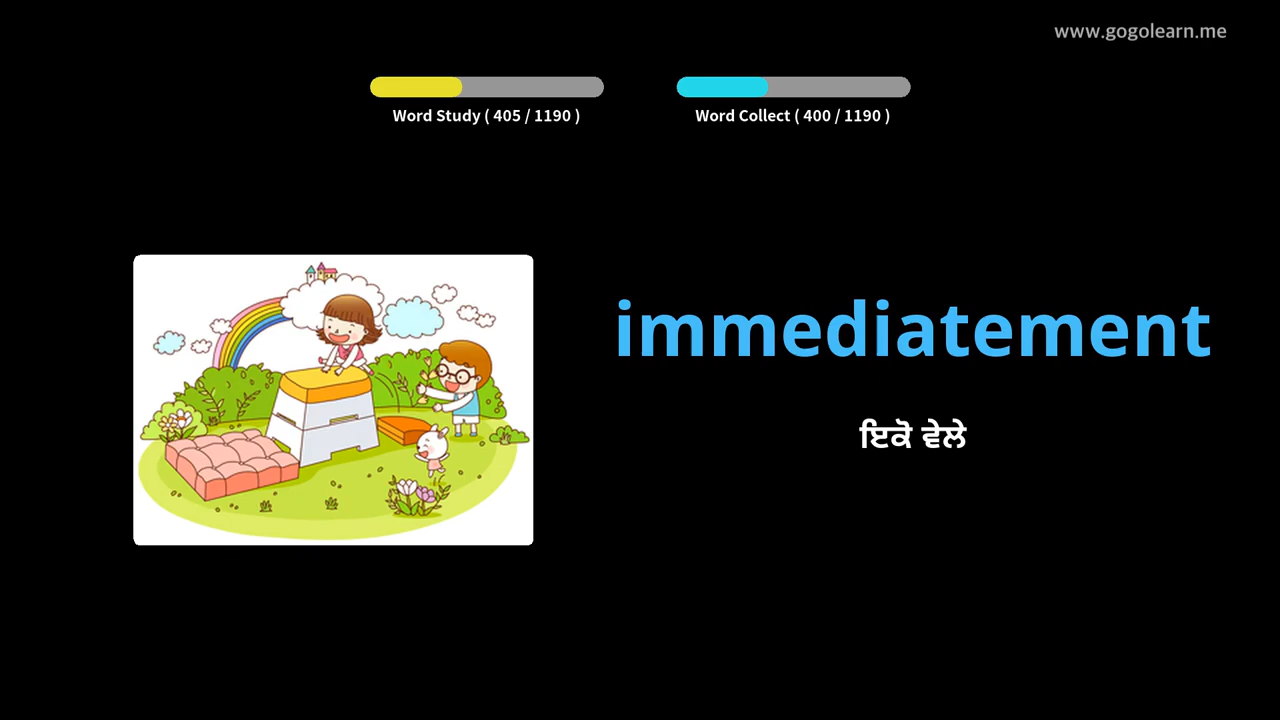 www.gogolearn.me
Word Study ( 405 / 1190 )
Word Collect ( 400 / 1190 )
immediatement
ਇਕੋ ਵੇਲੇ